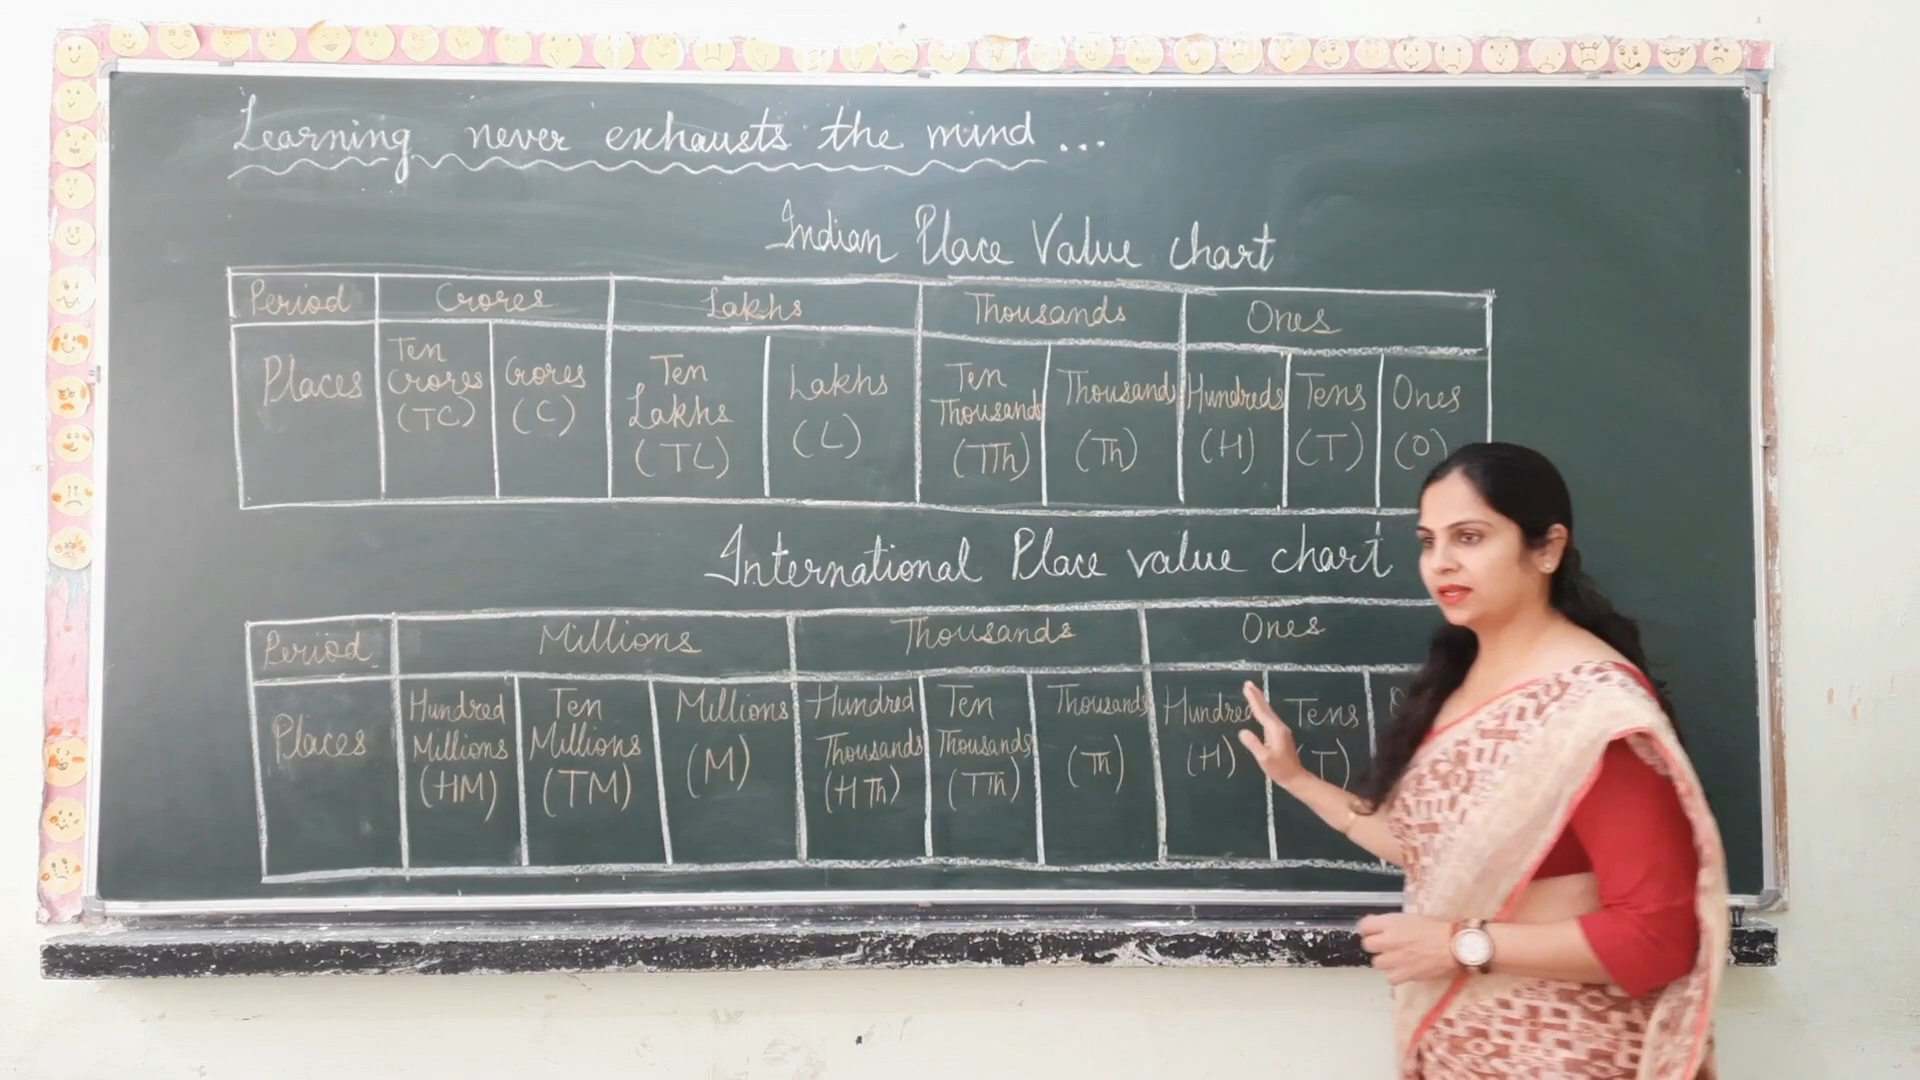 Learning never exhausts the mind ...
Indian Place Value chart
Period Crores Lakhs Thousands Ones
Places Ten Crores (TC) Crores (C) Ten Lakhs (TL) Lakhs (L) Ten Thousand (TTh) Thousand (Th) Hundreds (H) Tens (T) Ones (O)
International Place value chart
Period Millions Thousands Ones
Places Hundred Millions (HM) Ten Millions (TM) Millions (M) Hundred Thousands (HTh) Ten Thousands (TTh) Thousands (Th) Hundred (H) Tens (T)